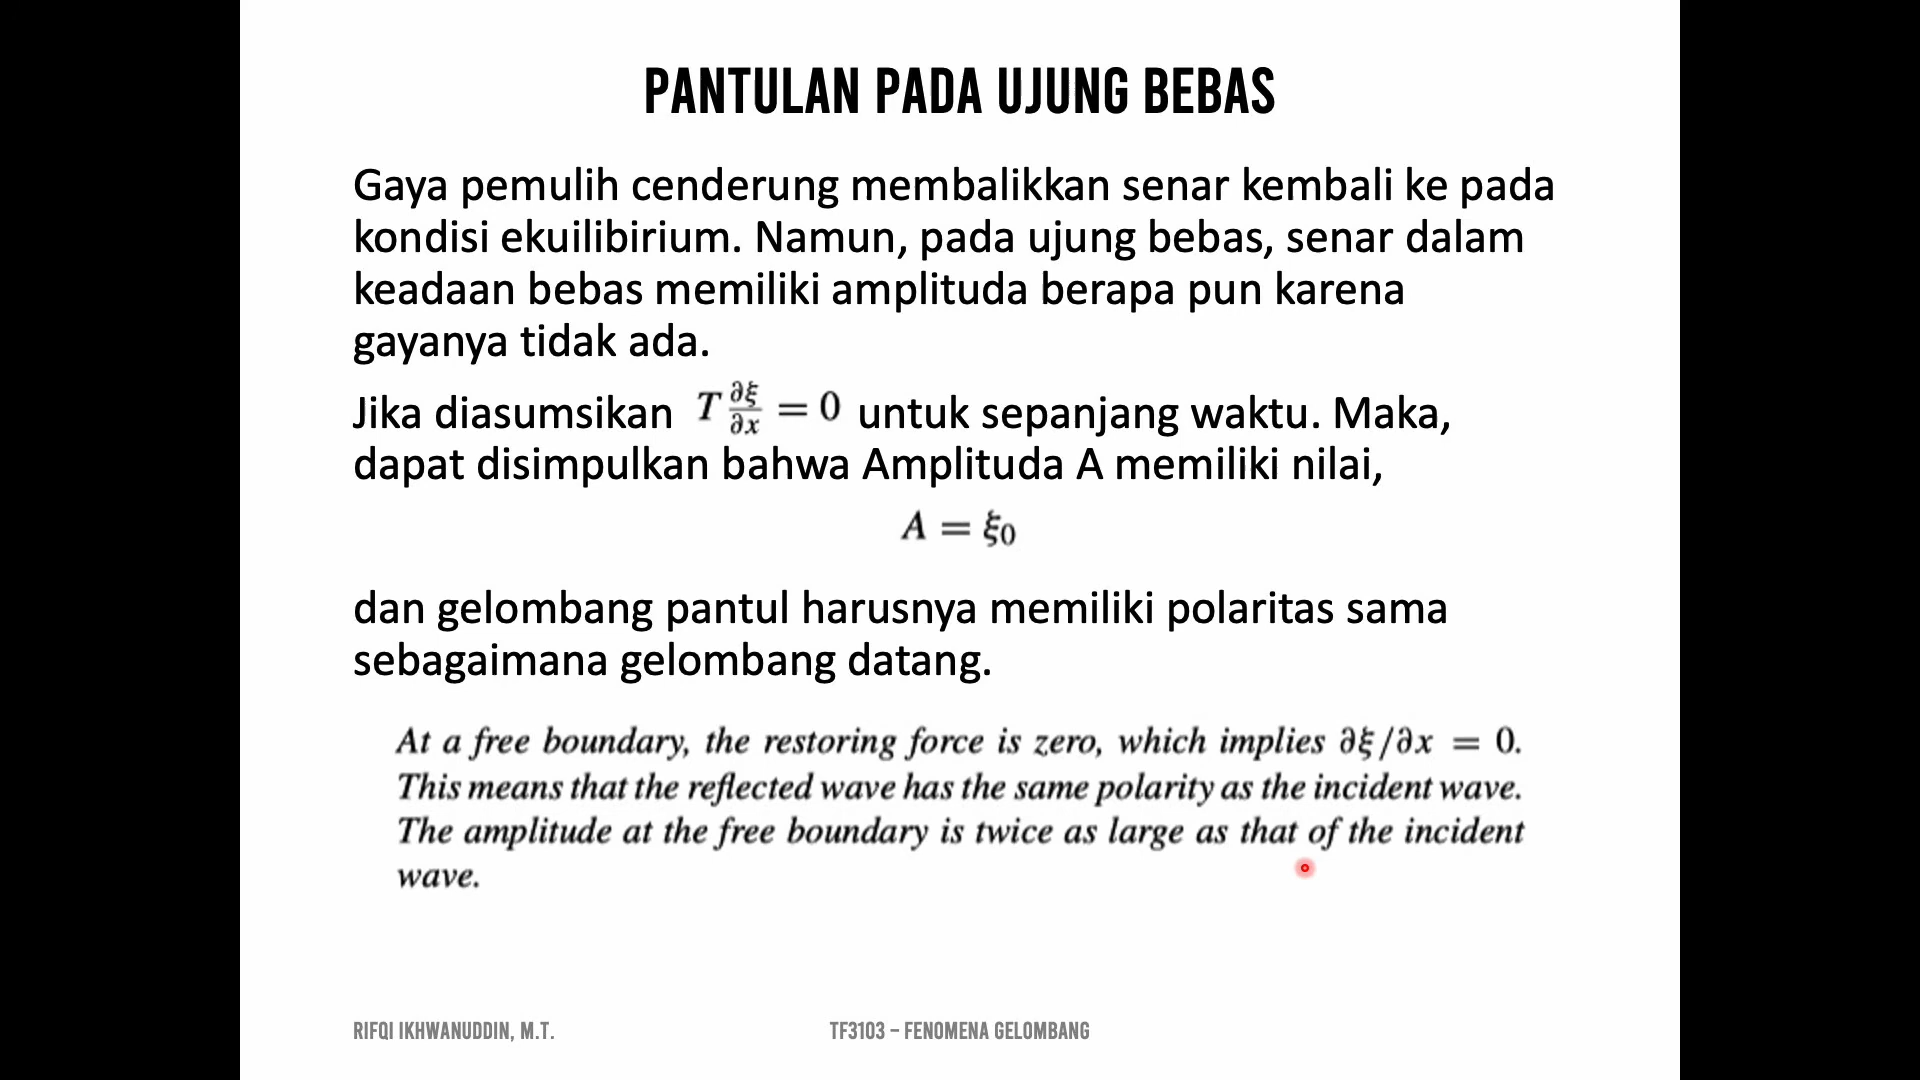 PANTULAN PADA UJUNG BEBAS
Gaya pemulih cenderung membalikkan senar kembali ke pada
kondisi ekuilibirium. Namun, pada ujung bebas, senar dalam
keadaan bebas memiliki amplituda berapa pun karena
gayanya tidak ada.
Jika diasumsikan T ∂ξ/∂x = 0 untuk sepanjang waktu. Maka,
dapat disimpulkan bahwa Amplituda A memiliki nilai,
A = ξ₀
dan gelombang pantul harusnya memiliki polaritas sama
sebagaimana gelombang datang.
At a free boundary, the restoring force is zero, which implies ∂ξ/∂x = 0.
This means that the reflected wave has the same polarity as the incident wave.
The amplitude at the free boundary is twice as large as that of the incident
wave.
RIFQI IKHWANUDDIN, M.T.
TF3103 – FENOMENA GELOMBANG